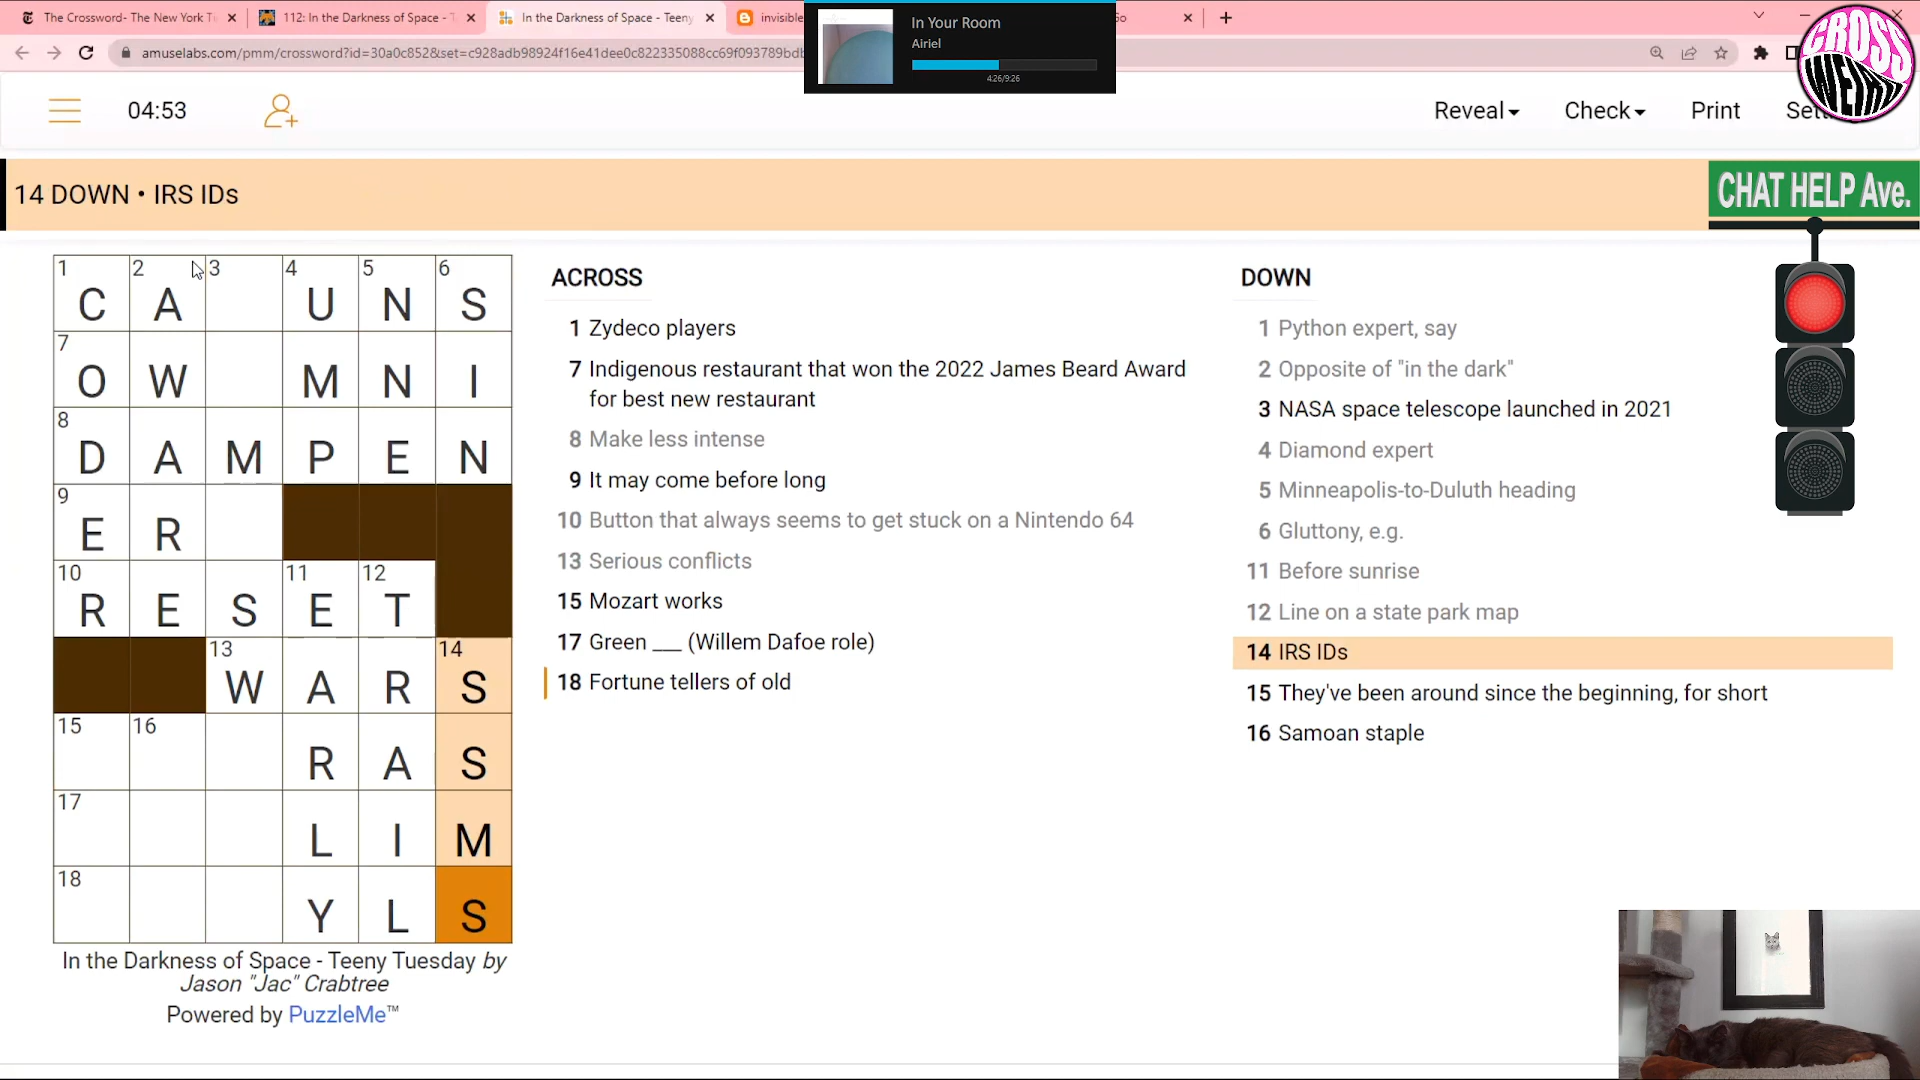 The Crossword- The New York Ti
112: In the Darkness of Space - T
In the Darkness of Space - Teeny
invisible
In Your Room
Airiel
4:26/9:26
amuselabs.com/pmm/crossword?id=30a0c852&set=c928adb98924f16e41dee0c822335088cc69f093789bdb
CROSS
WEIRD
04:53
Reveal
Check
Print
14 DOWN • IRS IDs
CHAT HELP Ave.
1 2 3 4 5 6
C A U N S
7
O W M N I
8
D A M P E N
9
E R
10 11 12
R E S E T
13 14
W A R S
15 16
R A S
17
L I M
18
Y L S
In the Darkness of Space - Teeny Tuesday by
Jason "Jac" Crabtree
Powered by PuzzleMe™
ACROSS
1 Zydeco players
7 Indigenous restaurant that won the 2022 James Beard Award
for best new restaurant
8 Make less intense
9 It may come before long
10 Button that always seems to get stuck on a Nintendo 64
13 Serious conflicts
15 Mozart works
17 Green ___ (Willem Dafoe role)
18 Fortune tellers of old
DOWN
1 Python expert, say
2 Opposite of "in the dark"
3 NASA space telescope launched in 2021
4 Diamond expert
5 Minneapolis-to-Duluth heading
6 Gluttony, e.g.
11 Before sunrise
12 Line on a state park map
14 IRS IDs
15 They've been around since the beginning, for short
16 Samoan staple